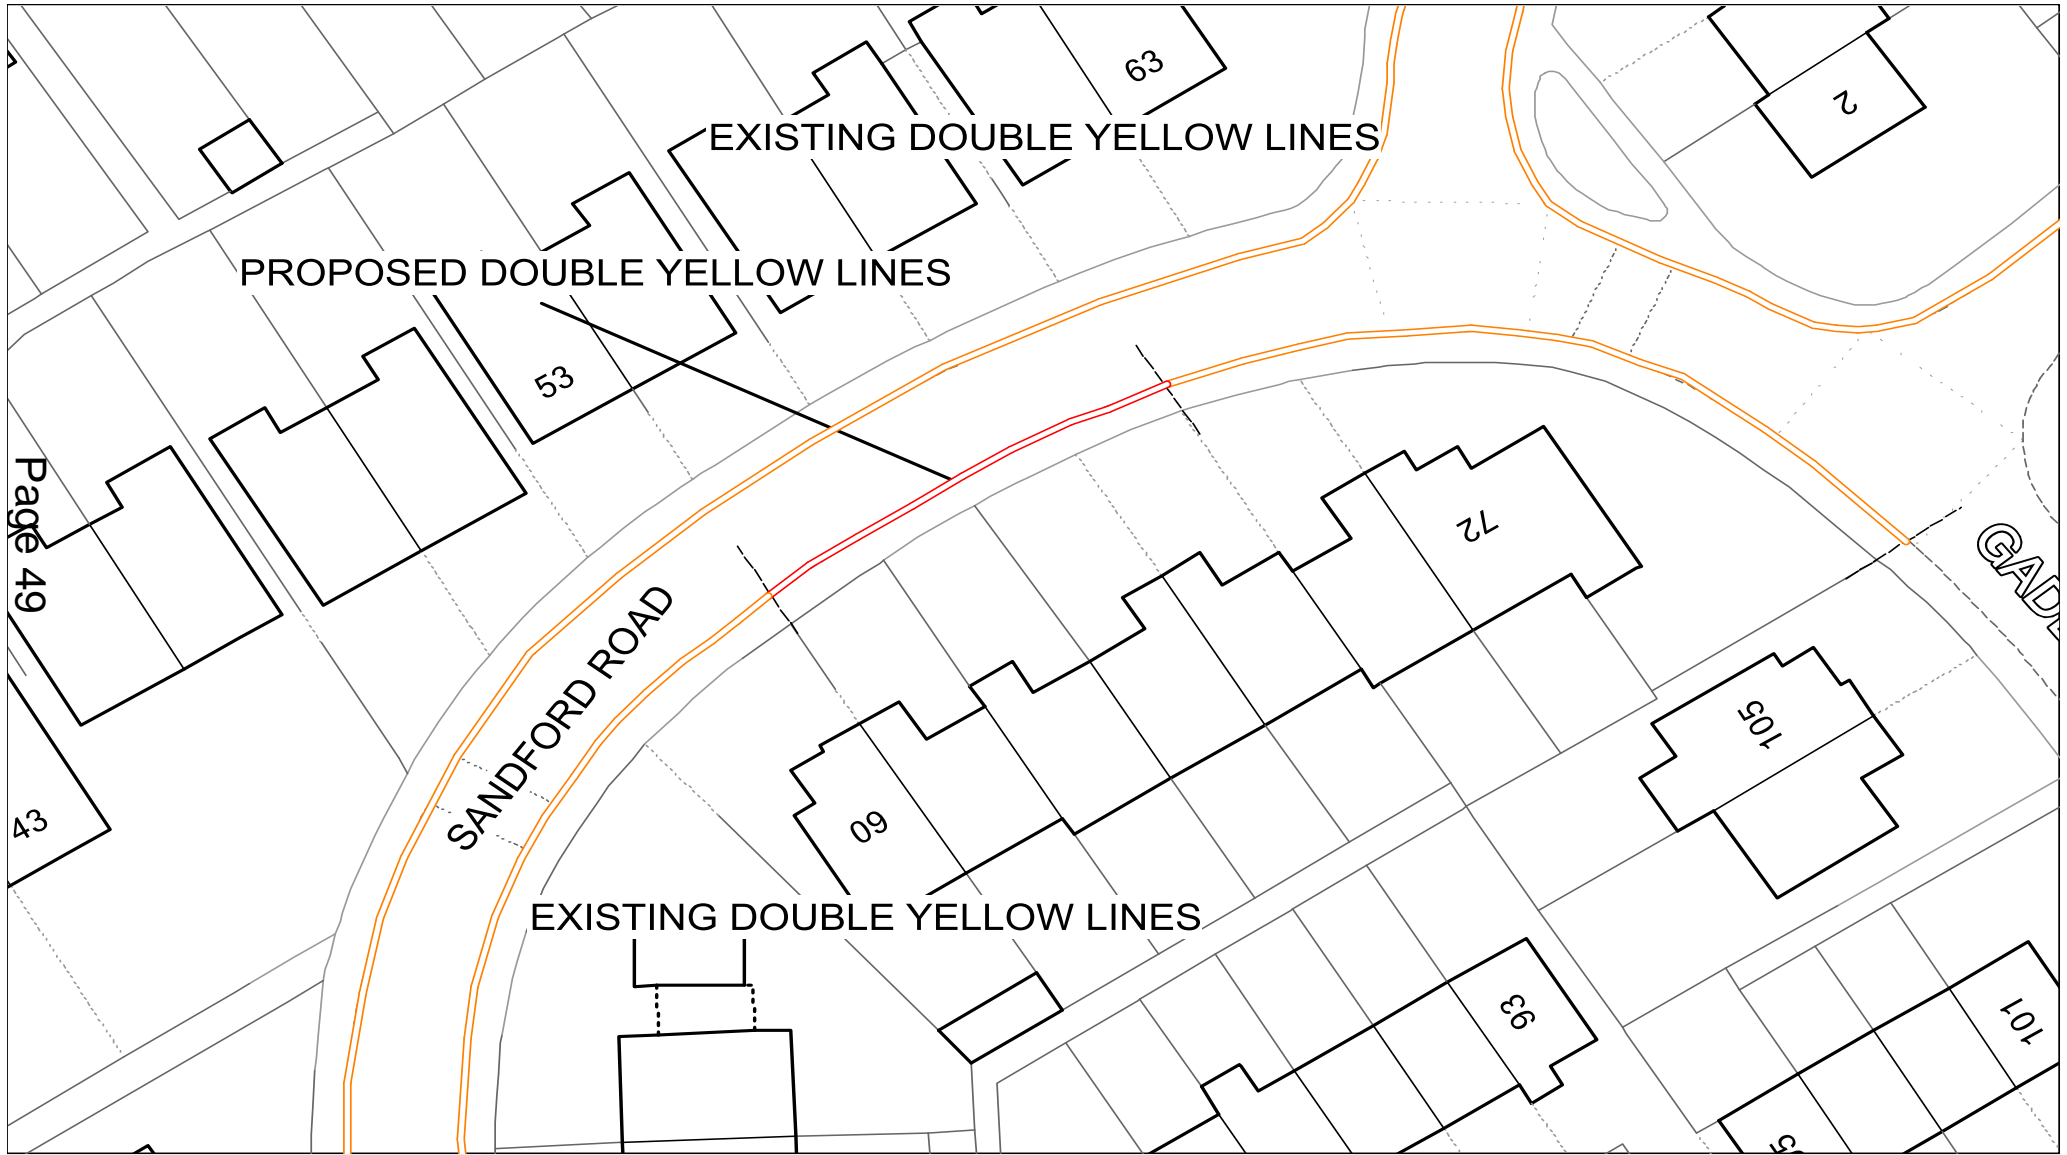 63
2
EXISTING DOUBLE YELLOW LINES
PROPOSED DOUBLE YELLOW LINES
53
Page 49
72
SANDFORD ROAD
105
43
60
EXISTING DOUBLE YELLOW LINES
93
101